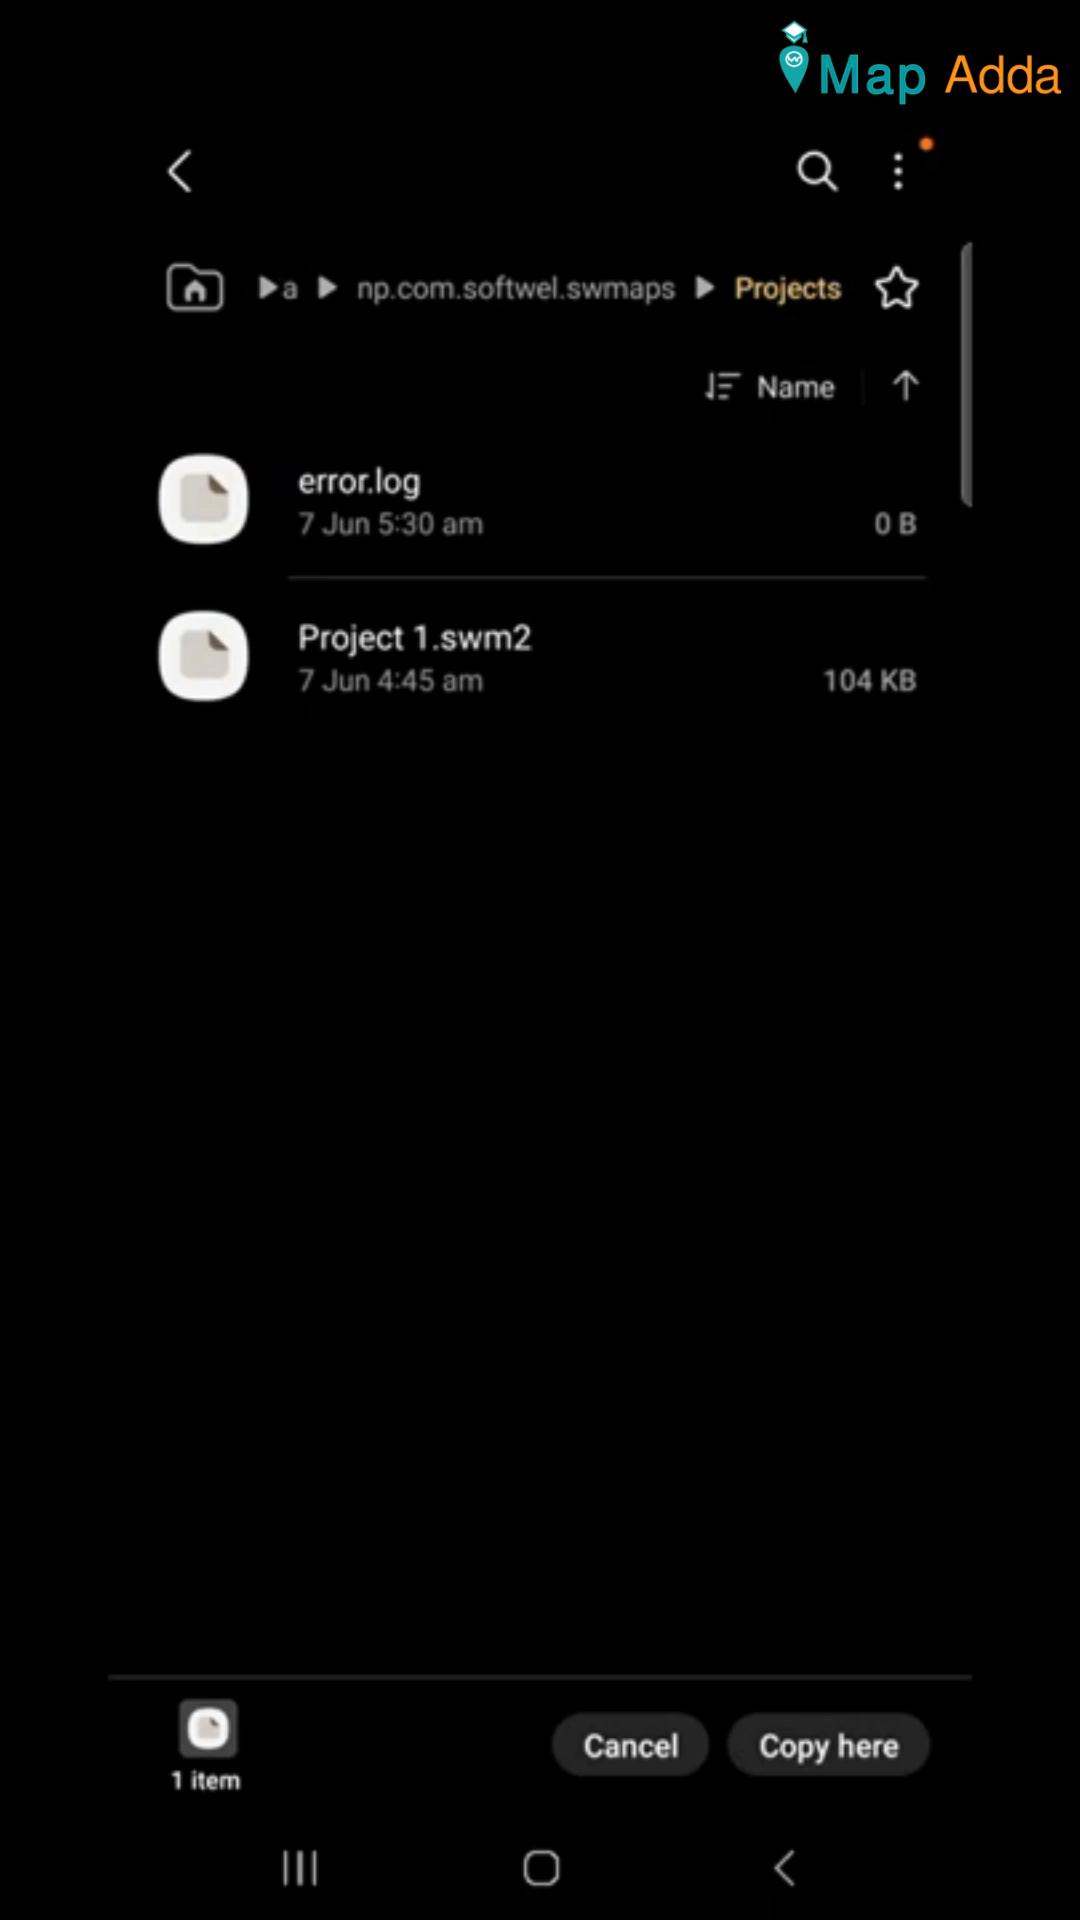 Map Adda
a np.com.softwel.swmaps Projects
Name
error.log
7 Jun 5:30 am 0 B
Project 1.swm2
7 Jun 4:45 am 104 KB
Cancel Copy here
1 item